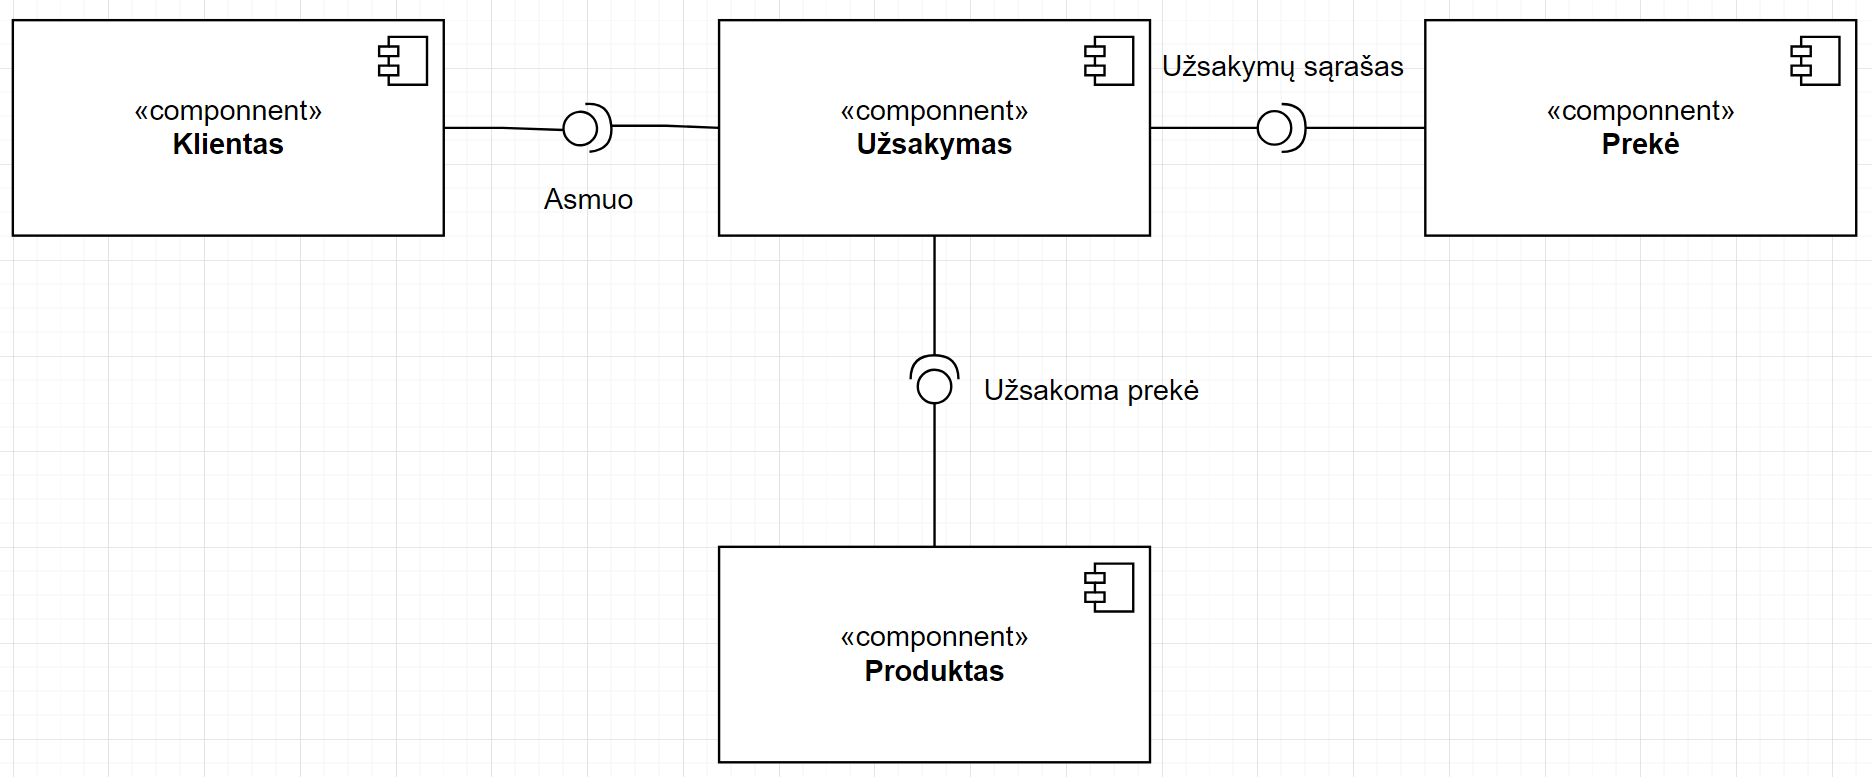 «componnent»
Klientas
Asmuo
«componnent»
Užsakymas
Užsakymų sąrašas
«componnent»
Prekė
Užsakoma prekė
«componnent»
Produktas